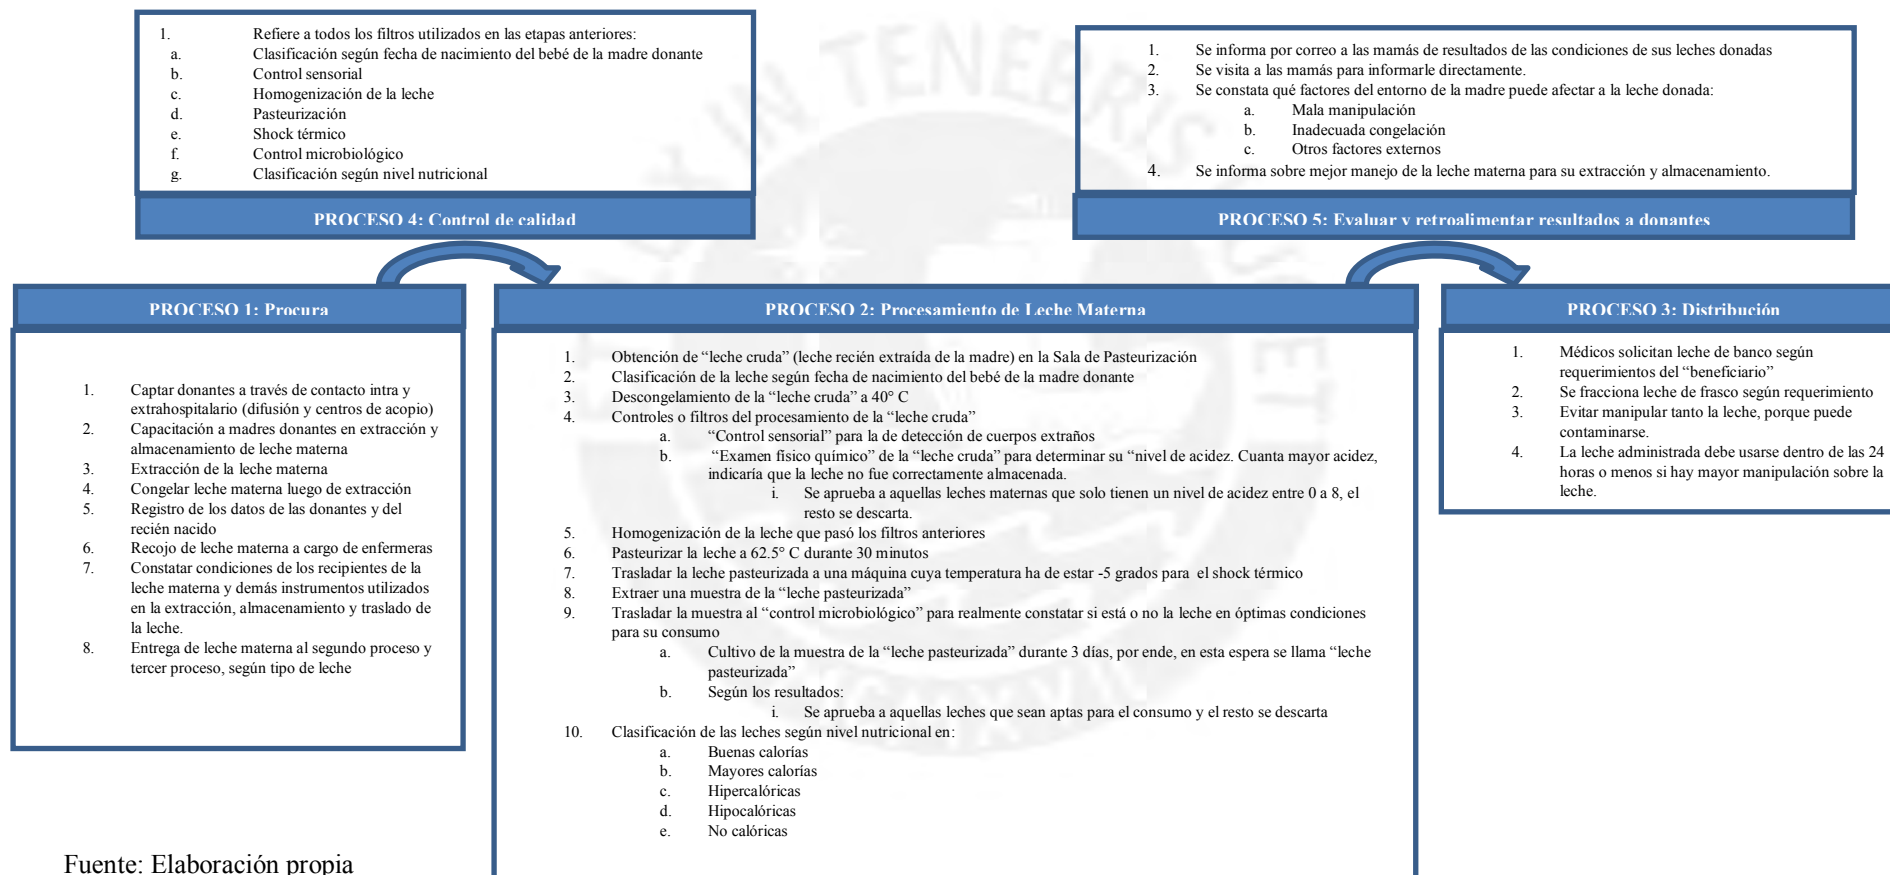 1. Refiere a todos los filtros utilizados en las etapas anteriores:
a. Clasificación según fecha de nacimiento del bebé de la madre donante
b. Control sensorial
c. Homogenización de la leche
d. Pasteurización
e. Shock térmico
f. Control microbiológico
g. Clasificación según nivel nutricional
PROCESO 4: Control de calidad
1. Se informa por correo a las mamás de resultados de las condiciones de sus leches donadas
2. Se visita a las mamás para informarle directamente.
3. Se constata qué factores del entorno de la madre puede afectar a la leche donada:
a. Mala manipulación
b. Inadecuada congelación
c. Otros factores externos
4. Se informa sobre mejor manejo de la leche materna para su extracción y almacenamiento.
PROCESO 5: Evaluar y retroalimentar resultados a donantes
PROCESO 1: Procura
1. Captar donantes a través de contacto intra y
extrahospitalario (difusión y centros de acopio)
2. Capacitación a madres donantes en extracción y
almacenamiento de leche materna
3. Extracción de la leche materna
4. Congelar leche materna luego de extracción
5. Registro de los datos de las donantes y del
recién nacido
6. Recojo de leche materna a cargo de enfermeras
7. Constatar condiciones de los recipientes de la
leche materna y demás instrumentos utilizados
en la extracción, almacenamiento y traslado de
la leche.
8. Entrega de leche materna al segundo proceso y
tercer proceso, según tipo de leche
PROCESO 2: Procesamiento de Leche Materna
1. Obtención de “leche cruda” (leche recién extraída de la madre) en la Sala de Pasteurización
2. Clasificación de la leche según fecha de nacimiento del bebé de la madre donante
3. Descongelamiento de la “leche cruda” a 40° C
4. Controles o filtros del procesamiento de la “leche cruda”
a. “Control sensorial” para la de detección de cuerpos extraños
b. “Examen físico químico” de la “leche cruda” para determinar su “nivel de acidez. Cuanta mayor acidez,
indicaría que la leche no fue correctamente almacenada.
i. Se aprueba a aquellas leches maternas que solo tienen un nivel de acidez entre 0 a 8, el
resto se descarta.
5. Homogenización de la leche que pasó los filtros anteriores
6. Pasteurizar la leche a 62.5° C durante 30 minutos
7. Trasladar la leche pasteurizada a una máquina cuya temperatura ha de estar -5 grados para el shock térmico
8. Extraer una muestra de la “leche pasteurizada”
9. Trasladar la muestra al “control microbiológico” para realmente constatar si está o no la leche en óptimas condiciones
para su consumo
a. Cultivo de la muestra de la “leche pasteurizada” durante 3 días, por ende, en esta espera se llama “leche
pasteurizada”
b. Según los resultados:
i. Se aprueba a aquellas leches que sean aptas para el consumo y el resto se descarta
10. Clasificación de las leches según nivel nutricional en:
a. Buenas calorías
b. Mayores calorías
c. Hipercalóricas
d. Hipocalóricas
e. No calóricas
PROCESO 3: Distribución
1. Médicos solicitan leche de banco según
requerimientos del “beneficiario”
2. Se fracciona leche de frasco según requerimiento
3. Evitar manipular tanto la leche, porque puede
contaminarse.
4. La leche administrada debe usarse dentro de las 24
horas o menos si hay mayor manipulación sobre la
leche.
Fuente: Elaboración propia